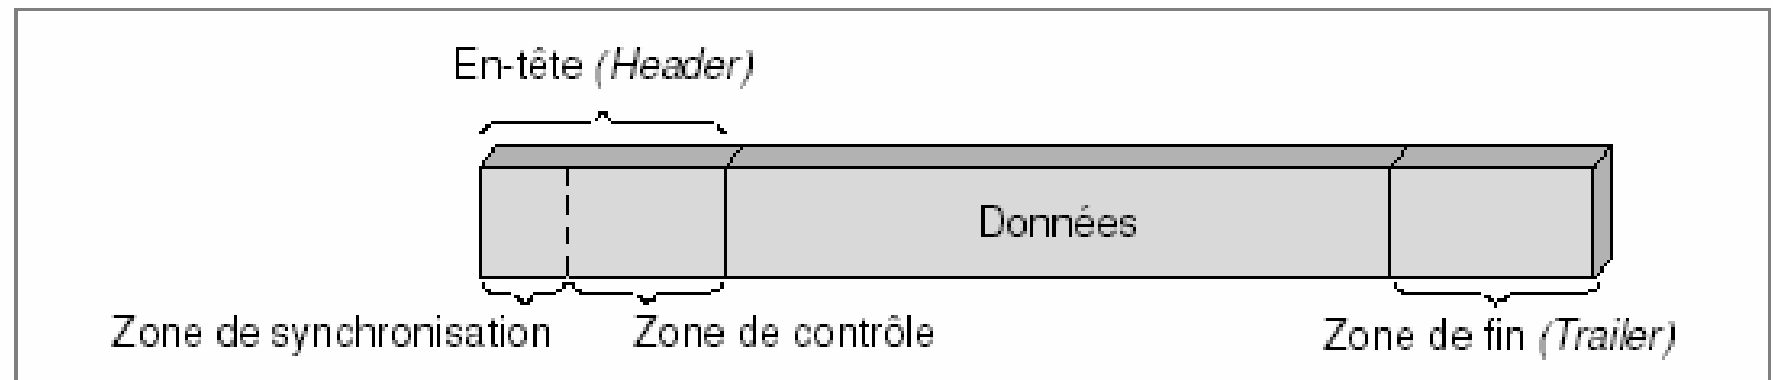 En-tête (Header)
Données
Zone de synchronisation
Zone de contrôle
Zone de fin (Trailer)